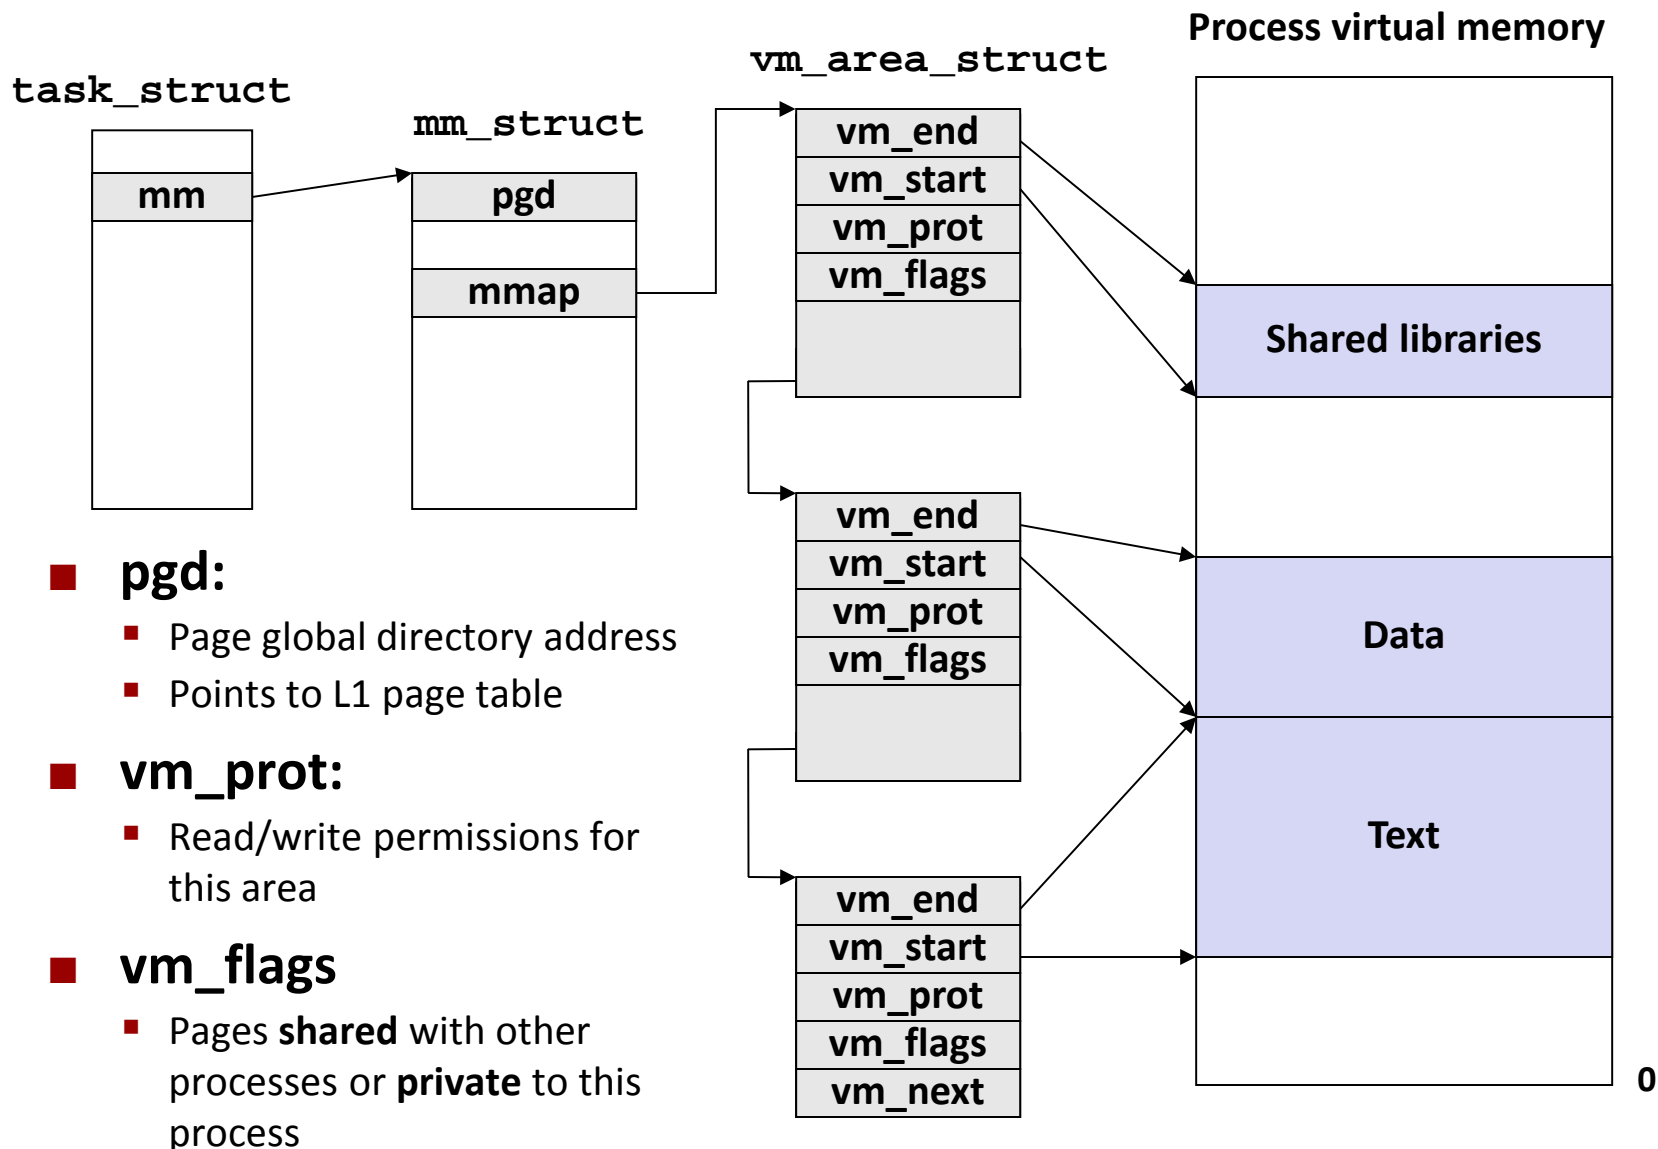 Process virtual memory
vm_area_struct
task_struct
mm_struct
mm
pgd
mmap
vm_end
vm_start
vm_prot
vm_flags
Shared libraries
vm_end
vm_start
vm_prot
vm_flags
Data
Text
vm_end
vm_start
vm_prot
vm_flags
vm_next
0
pgd:
Page global directory address
Points to L1 page table
vm_prot:
Read/write permissions for
this area
vm_flags
Pages shared with other
processes or private to this
process